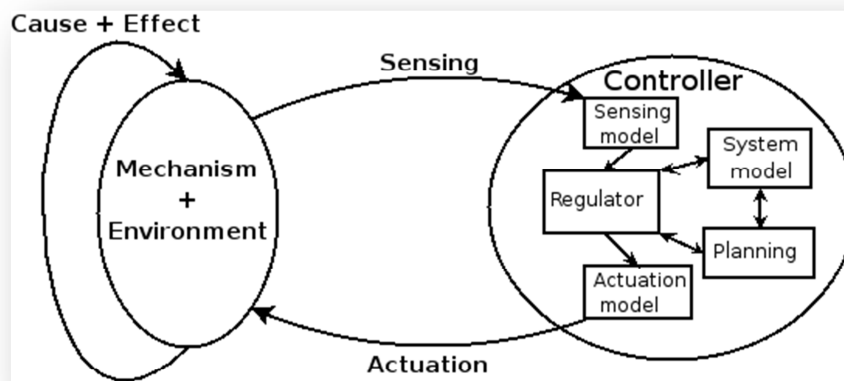 Cause + Effect
Sensing
Controller
Mechanism
+
Environment
Sensing
model
System
model
Regulator
Planning
Actuation
model
Actuation